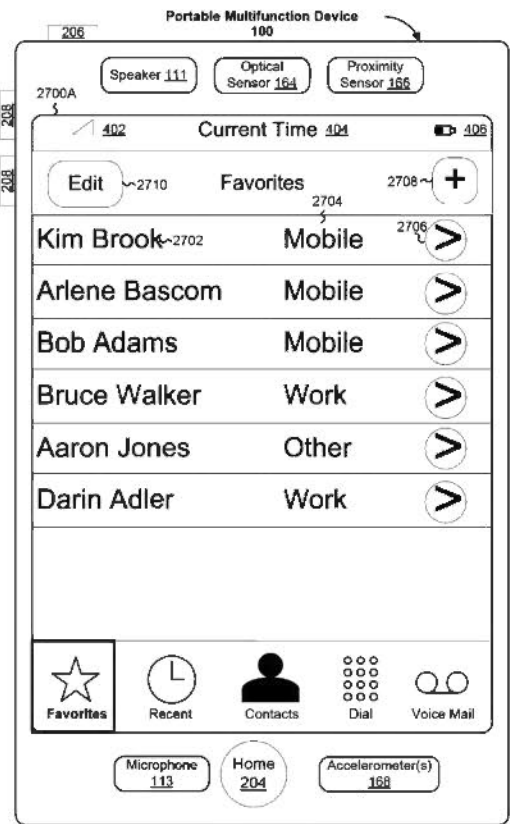 Portable Multifunction Device
100
206
Speaker 111
Optical
Sensor 164
Proximity
Sensor 166
2700A
208
402
Current Time 404
406
208
Edit
2710
Favorites
2708
+
2704
Kim Brook
2702
Mobile
2706
>
Arlene Bascom
Mobile
>
Bob Adams
Mobile
>
Bruce Walker
Work
>
Aaron Jones
Other
>
Darin Adler
Work
>
Favorites
Recent
Contacts
Dial
Voice Mail
Microphone
113
Home
204
Accelerometer(s)
168